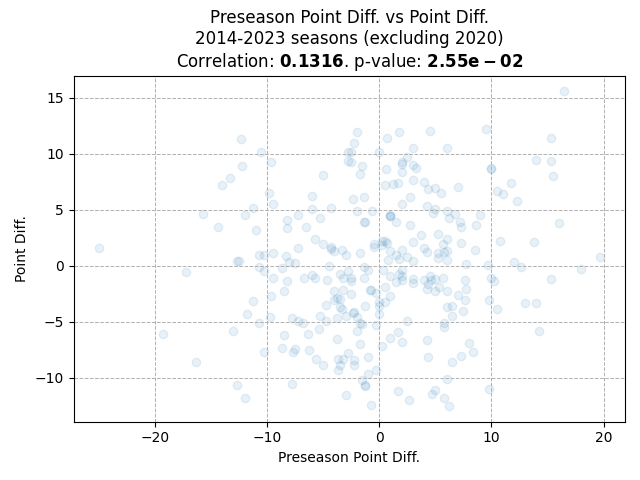 Preseason Point Diff. vs Point Diff.
2014-2023 seasons (excluding 2020)
Correlation: 0.1316. p-value: 2.55e − 02
15
10
5
0
−5
−10
Point Diff.
−20
−10
0
10
20
Preseason Point Diff.